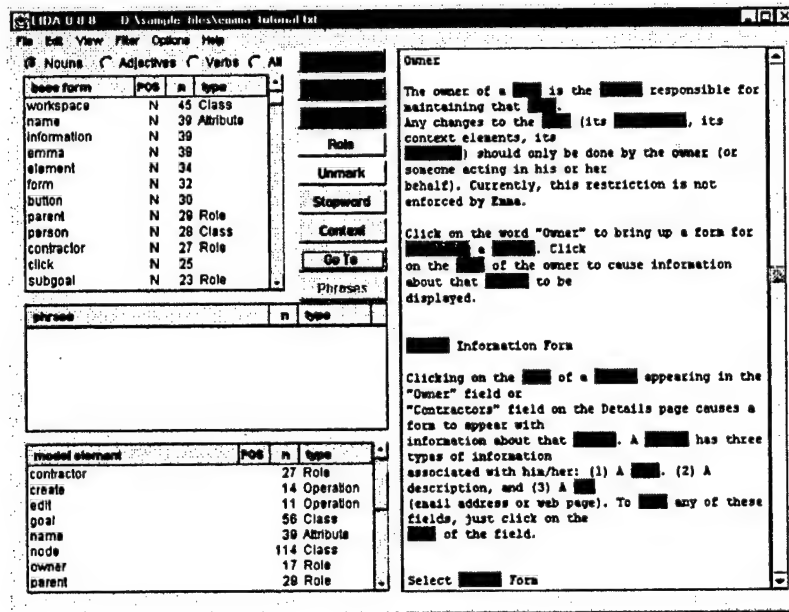 LIDA 0.8.8 D:\sample_files\emma_tutorial.txt
File Edit View Filter Options Help
Nouns Adjectives Verbs All
base form POS n type
workspace N 45 Class
name N 39 Attribute
information N 39
emma N 38
element N 34
form N 32
button N 30
parent N 29 Role
person N 28 Class
contractor N 27 Role
click N 25
subgoal N 23 Role
Role
Unmark
Stopword
Context
Go To
Phrases
phrase n type
model element POS n type
contractor 27 Role
create 14 Operation
edit 11 Operation
goal 56 Class
name 39 Attribute
node 114 Class
owner 17 Role
parent 29 Role
Owner
The owner of a is the responsible for
maintaining that .
Any changes to the (its , its
context elements, its
) should only be done by the owner (or
someone acting in his or her
behalf). Currently, this restriction is not
enforced by Emma.
Click on the word "Owner" to bring up a form for
a . Click
on the of the owner to cause information
about that to be
displayed.
Information Form
Clicking on the of a appearing in the
"Owner" field or
"Contractors" field on the Details page causes a
form to appear with
information about that . A has three
types of information
associated with him/her: (1) A . (2) A
description, and (3) A
(email address or web page). To any of these
fields, just click on the
of the field.
Select Form